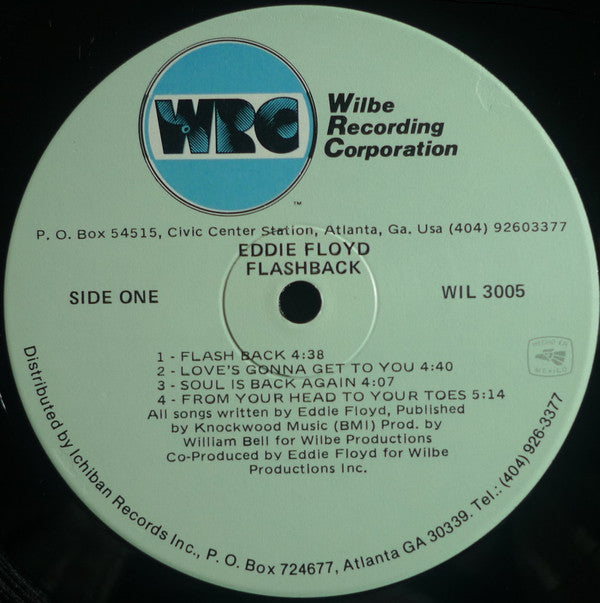 WRC
Wilbe
Recording
Corporation
TM
P. O. Box 54515, Civic Center Station, Atlanta, Ga. Usa (404) 92603377
EDDIE FLOYD
FLASHBACK
SIDE ONE
WIL 3005
HECHO EN
MEXICO
1 - FLASH BACK 4:38
2 - LOVE'S GONNA GET TO YOU 4:40
3 - SOUL IS BACK AGAIN 4:07
4 - FROM YOUR HEAD TO YOUR TOES 5:14
All songs written by Eddie Floyd, Published
by Knockwood Music (BMI) Prod. by
William Bell for Wilbe Productions
Co-Produced by Eddie Floyd for Wilbe
Productions Inc.
Distributed by Ichiban Records Inc., P. O. Box 724677, Atlanta GA 30339. Tel.: (404) 926-3377